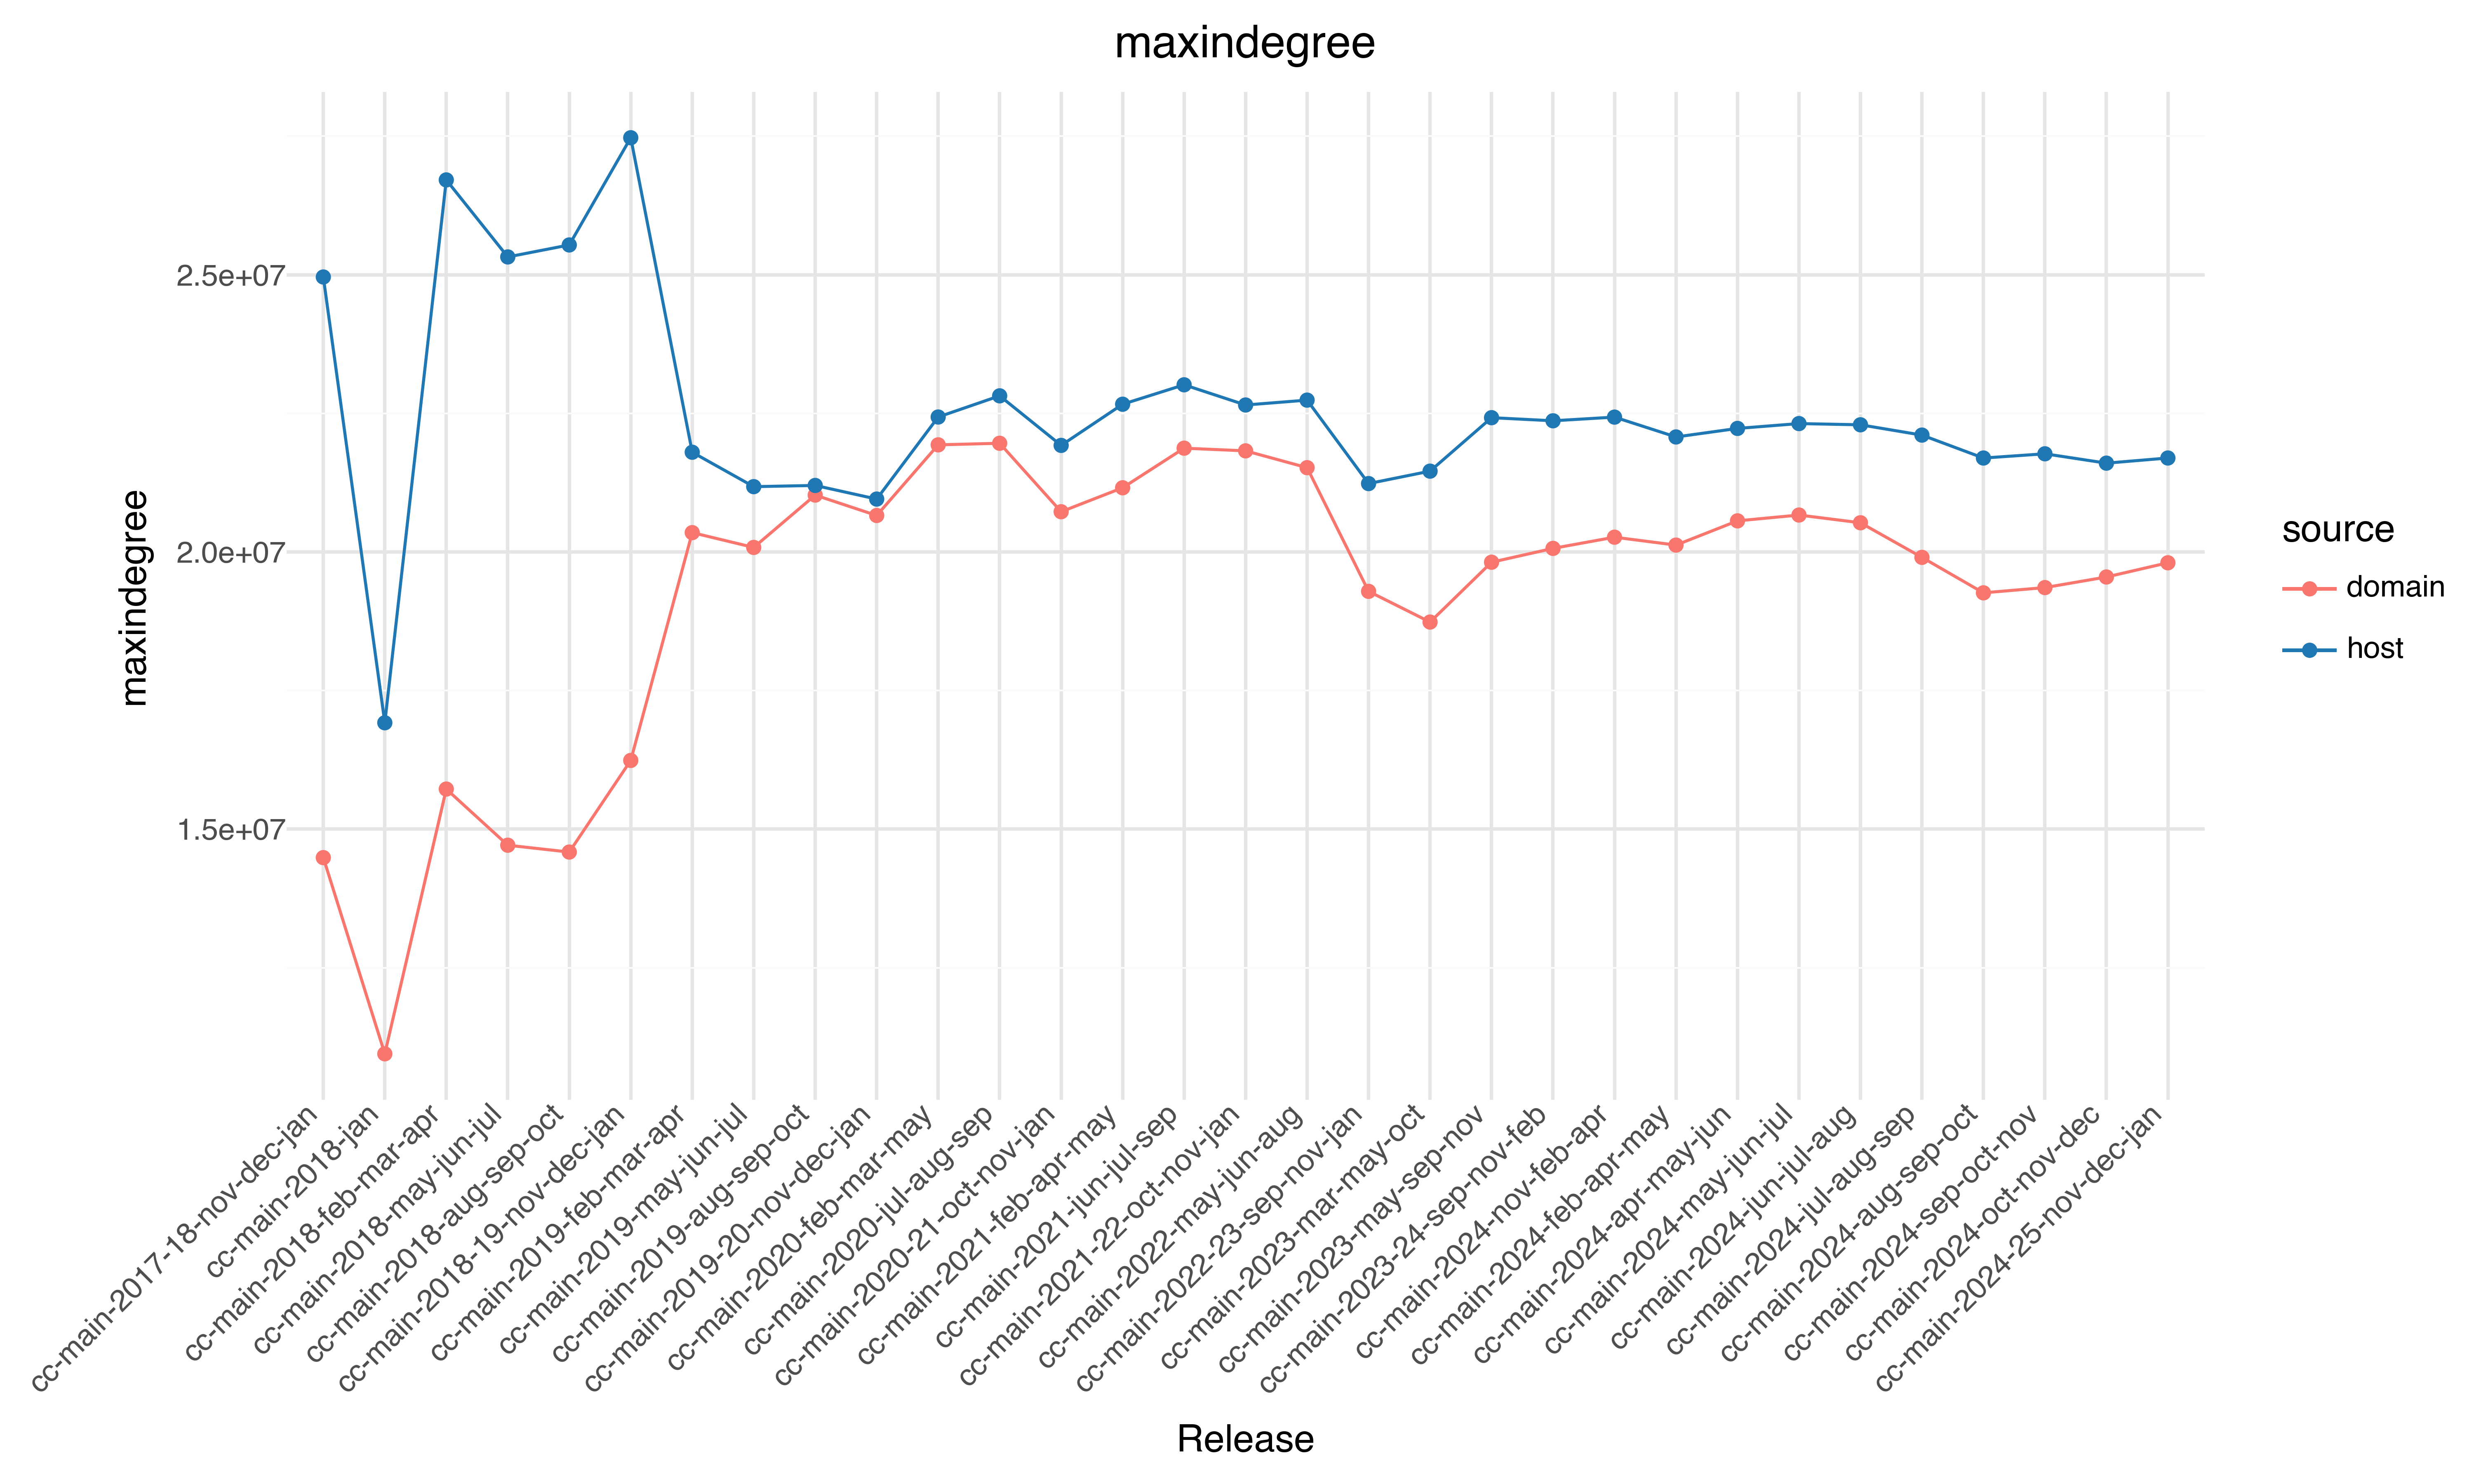 maxindegree
maxindegree
2.5e+07
2.0e+07
1.5e+07
cc-main-2017-18-nov-dec-jan
cc-main-2018-jan
cc-main-2018-feb-mar-apr
cc-main-2018-may-jun-jul
cc-main-2018-aug-sep-oct
cc-main-2018-19-nov-dec-jan
cc-main-2019-feb-mar-apr
cc-main-2019-may-jun-jul
cc-main-2019-aug-sep-oct
cc-main-2019-20-nov-dec-jan
cc-main-2020-feb-mar-may
cc-main-2020-jul-aug-sep
cc-main-2020-21-oct-nov-jan
cc-main-2021-feb-apr-may
cc-main-2021-jun-jul-sep
cc-main-2021-22-oct-nov-jan
cc-main-2022-may-jun-aug
cc-main-2022-23-sep-nov-jan
cc-main-2023-mar-may-oct
cc-main-2023-may-sep-nov
cc-main-2023-24-sep-nov-feb
cc-main-2024-nov-feb-apr
cc-main-2024-feb-apr-may
cc-main-2024-apr-may-jun
cc-main-2024-may-jun-jul
cc-main-2024-jun-jul-aug
cc-main-2024-jul-aug-sep
cc-main-2024-aug-sep-oct
cc-main-2024-sep-oct-nov
cc-main-2024-oct-nov-dec
cc-main-2024-25-nov-dec-jan
Release
source
domain
host